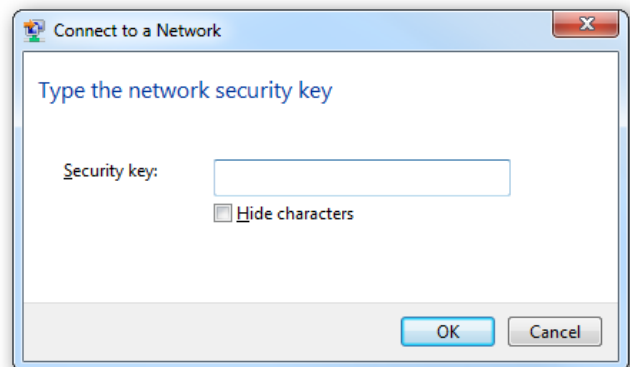 Connect to a Network
Type the network security key
Security key:
Hide characters
OK Cancel